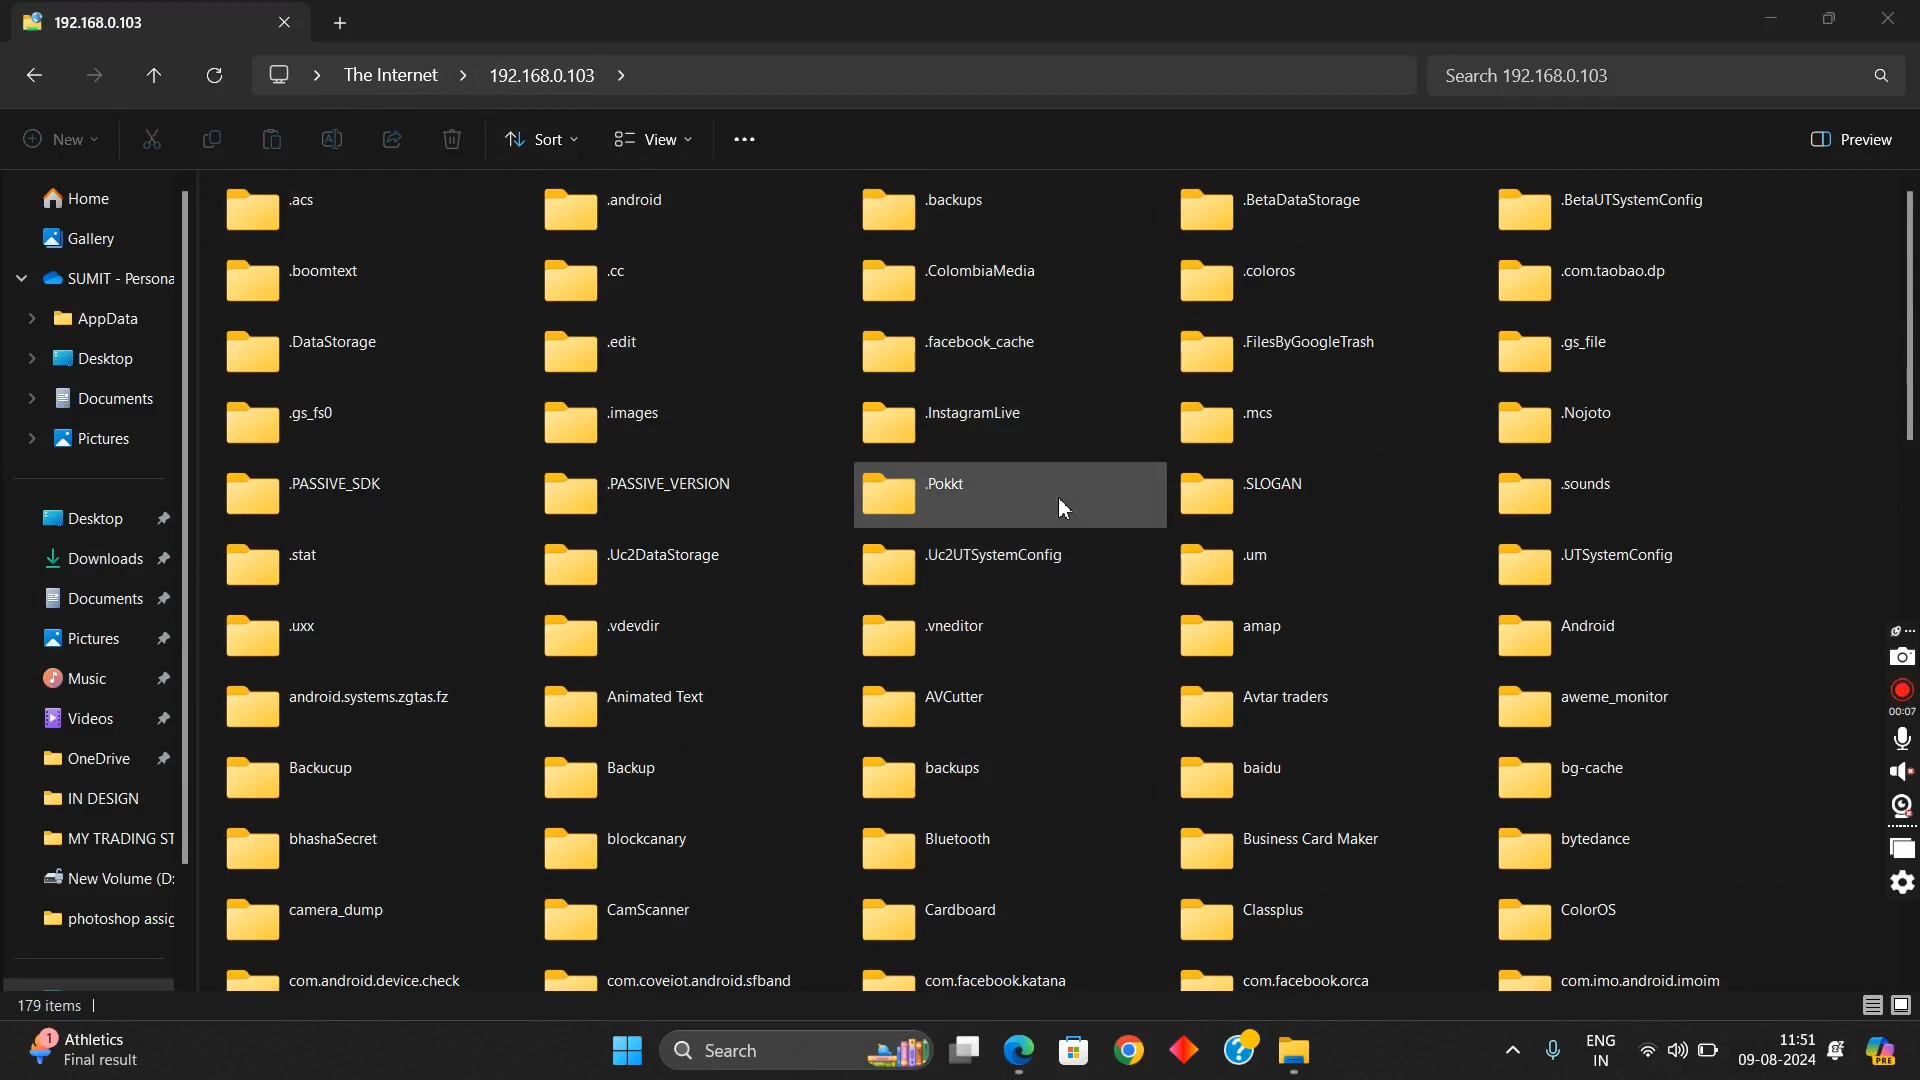 192.168.0.103
The Internet 192.168.0.103
Search 192.168.0.103
New Sort View Preview
Home
Gallery
SUMIT - Persona
AppData
Desktop
Documents
Pictures
Desktop
Downloads
Documents
Pictures
Music
Videos
OneDrive
IN DESIGN
MY TRADING ST
New Volume (D:
photoshop assig
.acs .android .backups .BetaDataStorage .BetaUTSystemConfig
.boomtext .cc .ColombiaMedia .coloros .com.taobao.dp
.DataStorage .edit .facebook_cache .FilesByGoogleTrash .gs_file
.gs_fs0 .images .InstagramLive .mcs .Nojoto
.PASSIVE_SDK .PASSIVE_VERSION .Pokkt .SLOGAN .sounds
.stat .Uc2DataStorage .Uc2UTSystemConfig .um .UTSystemConfig
.uxx .vdevdir .vneditor amap Android
android.systems.zgtas.fz Animated Text AVCutter Avtar traders aweme_monitor
Backucup Backup backups baidu bg-cache
bhashaSecret blockcanary Bluetooth Business Card Maker bytedance
camera_dump CamScanner Cardboard Classplus ColorOS
com.android.device.check com.coveiot.android.sfband com.facebook.katana com.facebook.orca com.imo.android.imoim
00:07
179 items
1
Athletics
Final result
Search
ENG
IN
11:51
09-08-2024
PRE